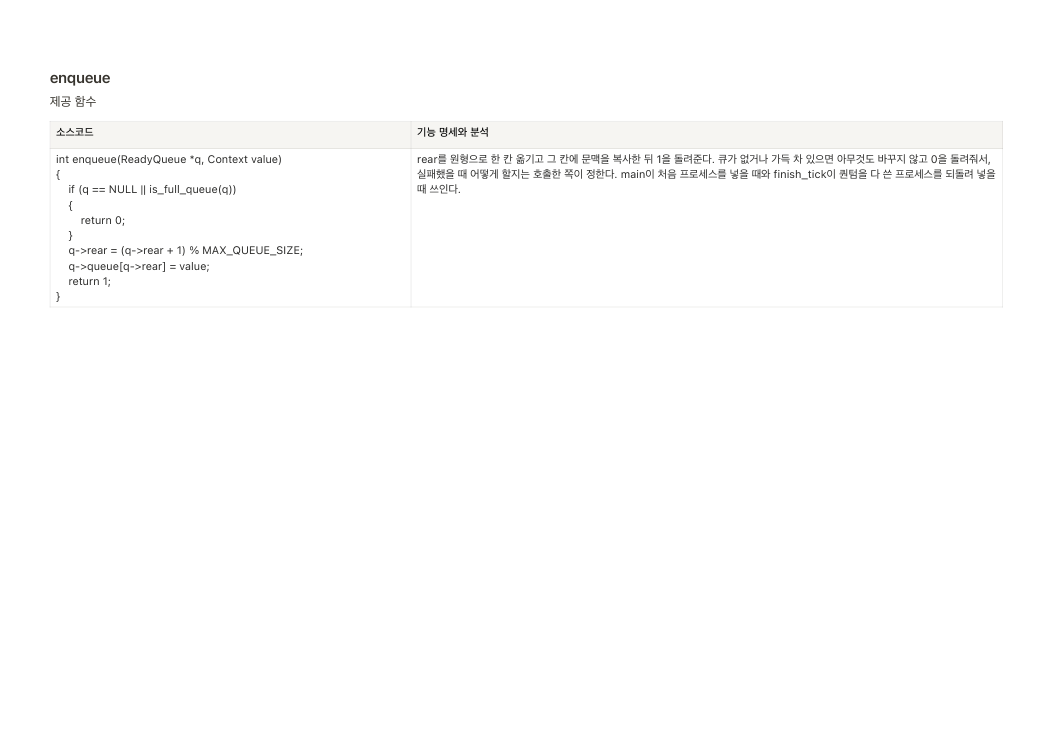 enqueue
제공 함수
소스코드
기능 명세와 분석
int enqueue(ReadyQueue *q, Context value)
{
    if (q == NULL || is_full_queue(q))
    {
        return 0;
    }
    q->rear = (q->rear + 1) % MAX_QUEUE_SIZE;
    q->queue[q->rear] = value;
    return 1;
}
rear를 원형으로 한 칸 옮기고 그 칸에 문맥을 복사한 뒤 1을 돌려준다. 큐가 없거나 가득 차 있으면 아무것도 바꾸지 않고 0을 돌려줘서,
실패했을 때 어떻게 할지는 호출한 쪽이 정한다. main이 처음 프로세스를 넣을 때와 finish_tick이 퀀텀을 다 쓴 프로세스를 되돌려 넣을
때 쓰인다.